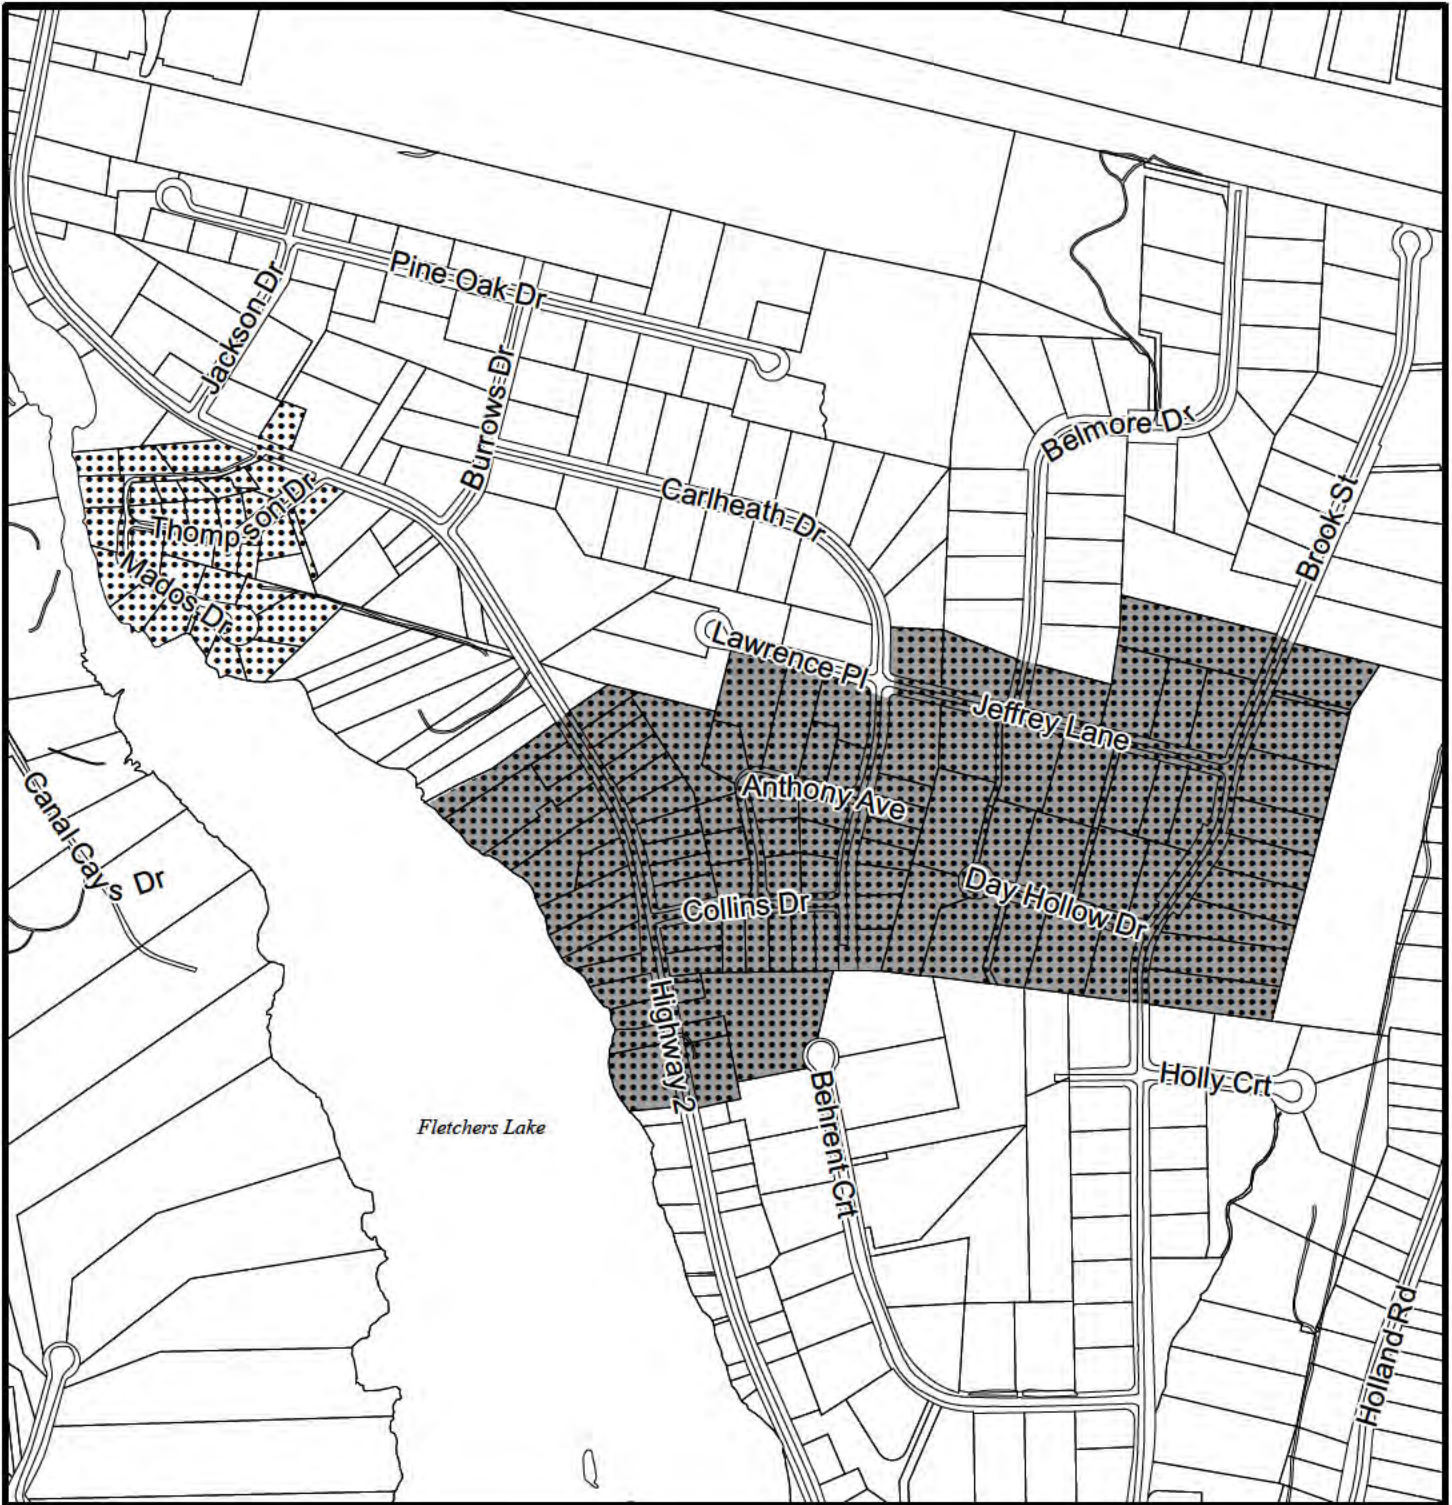 Pine Oak Dr
Jackson Dr
Burrows Dr
Belmore Dr
Carlheath Dr
Brook St
Thompson Dr
Mados Dr
Lawrence Pl
Jeffrey Lane
Anthony Ave
Canal Cays Dr
Day Hollow Dr
Collins Dr
Highway 2
Holly Crt
Behrent Crt
Fletchers Lake
Holland Rd